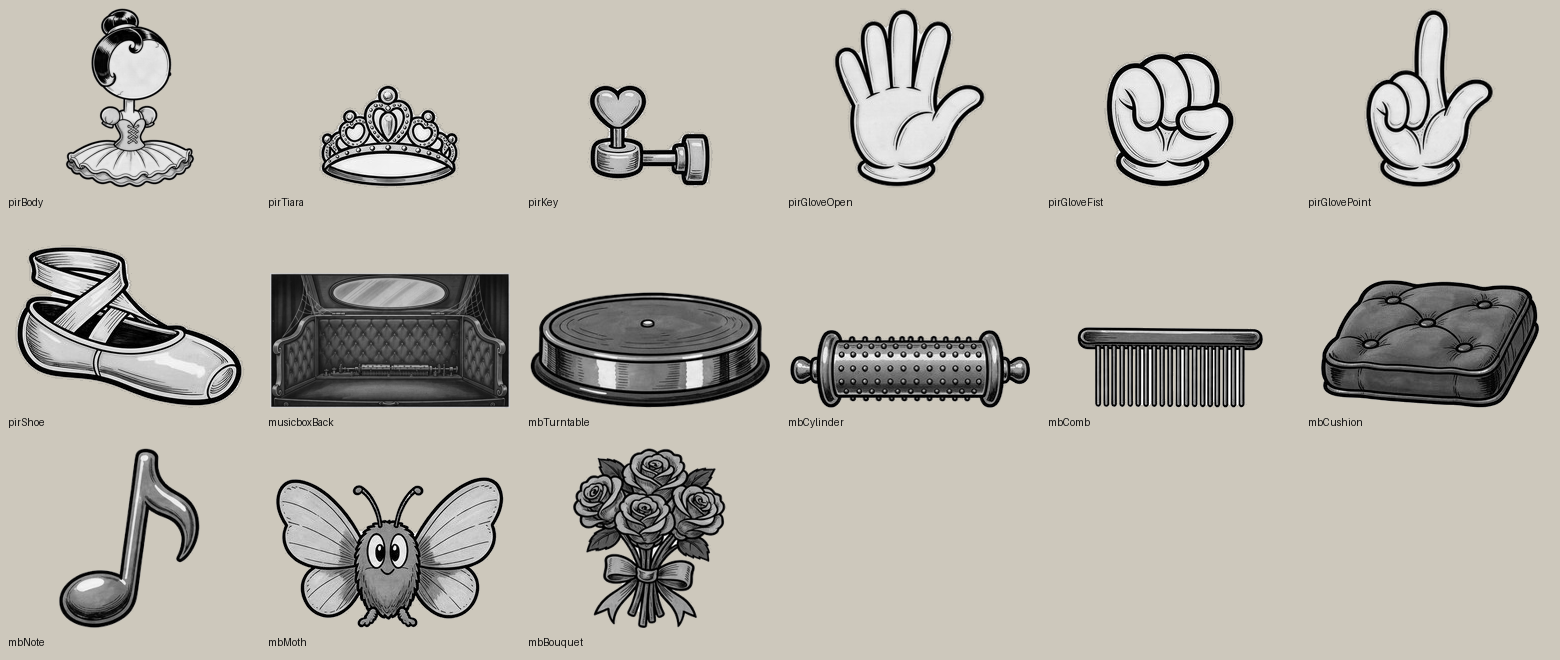 pirBody
pirTiara
pirKey
pirGloveOpen
pirGloveFist
pirGlovePoint
pirShoe
musicboxBack
mbTurntable
mbCylinder
mbComb
mbCushion
mbNote
mbMoth
mbBouquet